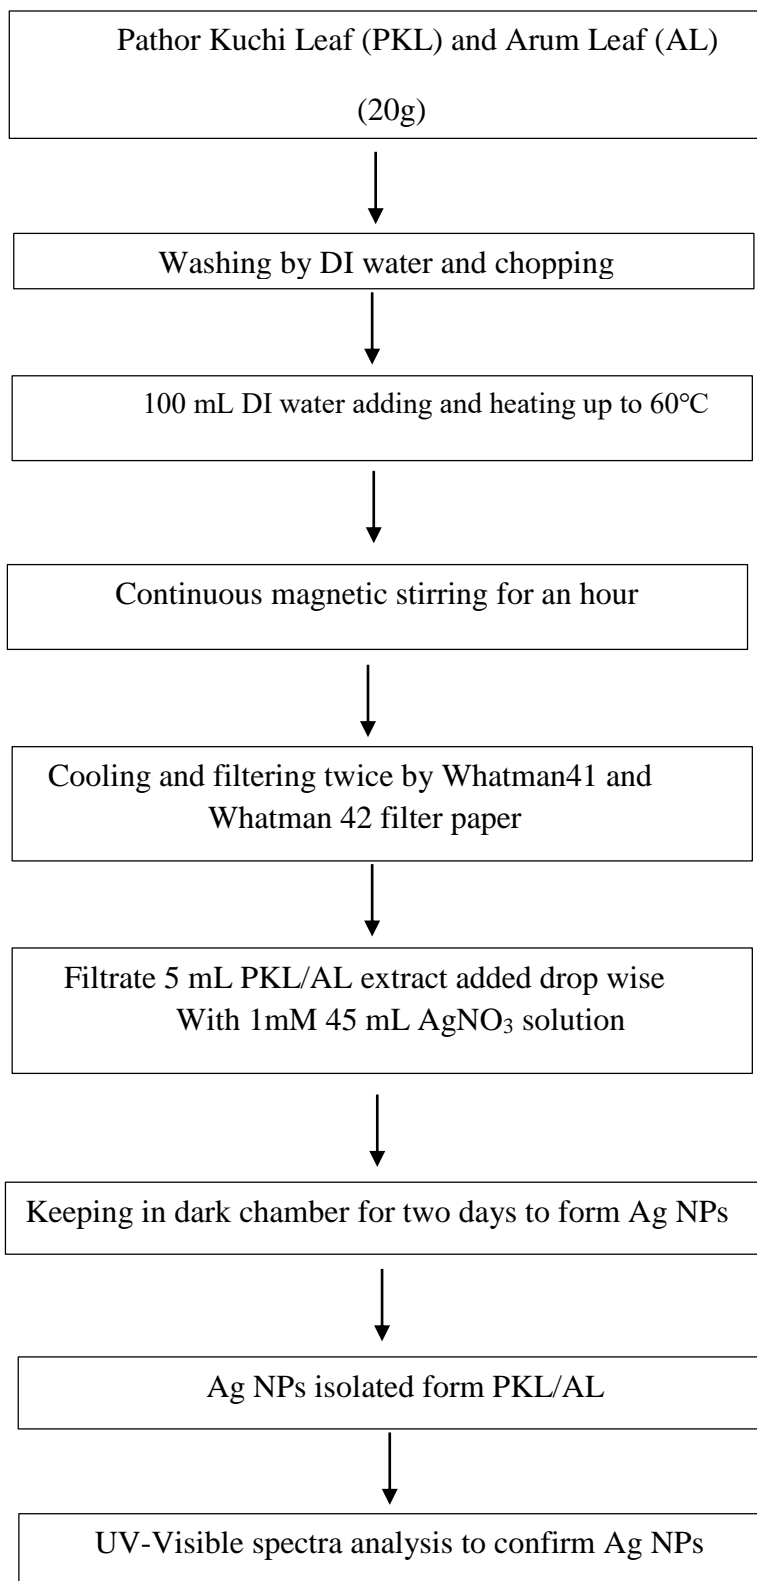 Pathor Kuchi Leaf (PKL) and Arum Leaf (AL)
(20g)
Washing by DI water and chopping
100 mL DI water adding and heating up to 60°C
Continuous magnetic stirring for an hour
Cooling and filtering twice by Whatman41 and
Whatman 42 filter paper
Filtrate 5 mL PKL/AL extract added drop wise
With 1mM 45 mL AgNO₃ solution
Keeping in dark chamber for two days to form Ag NPs
Ag NPs isolated form PKL/AL
UV-Visible spectra analysis to confirm Ag NPs